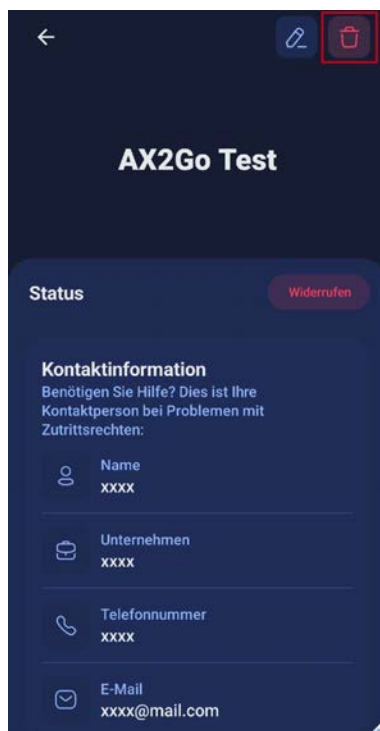 AX2Go Test
Status
Widerrufen
Kontaktinformation
Benötigen Sie Hilfe? Dies ist Ihre
Kontaktperson bei Problemen mit
Zutrittsrechten:
Name
xxxx
Unternehmen
xxxx
Telefonnummer
xxxx
E-Mail
xxxx@mail.com